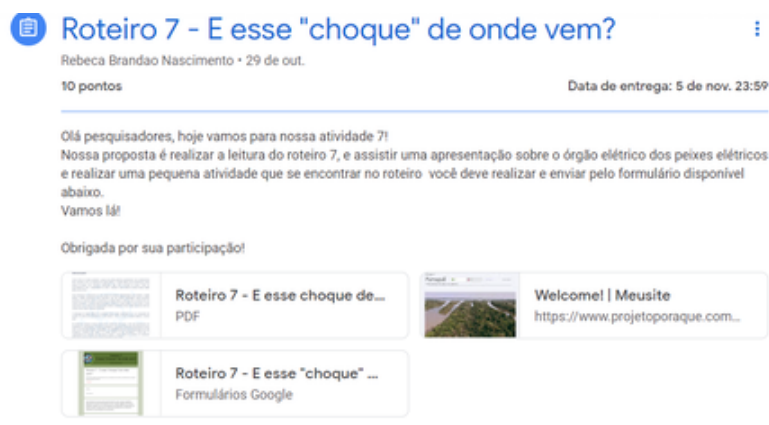 Roteiro 7 - E esse "choque" de onde vem?
Rebeca Brandao Nascimento • 29 de out.
10 pontos
Data de entrega: 5 de nov. 23:59
Olá pesquisadores, hoje vamos para nossa atividade 7!
Nossa proposta é realizar a leitura do roteiro 7, e assistir uma apresentação sobre o órgão elétrico dos peixes elétricos
e realizar uma pequena atividade que se encontrar no roteiro você deve realizar e enviar pelo formulário disponível
abaixo.
Vamos lá!
Obrigada por sua participação!
Roteiro 7 - E esse choque de...
PDF
Welcome! | Meusite
https://www.projetoporaque.com...
Roteiro 7 - E esse "choque" ...
Formulários Google